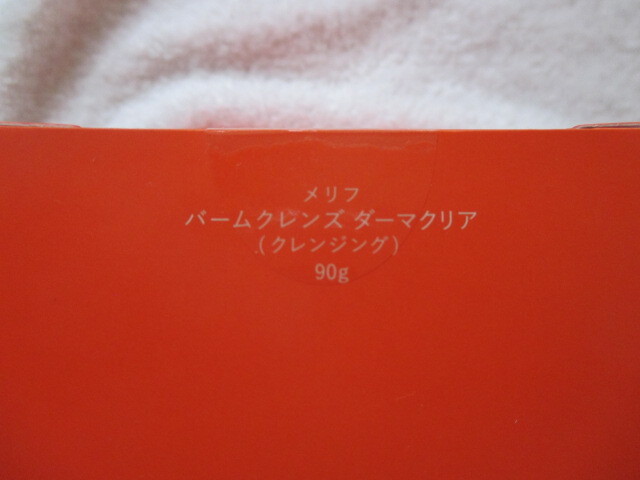 メリフ
バームクレンズ ダーマクリア
(クレンジング)
90g